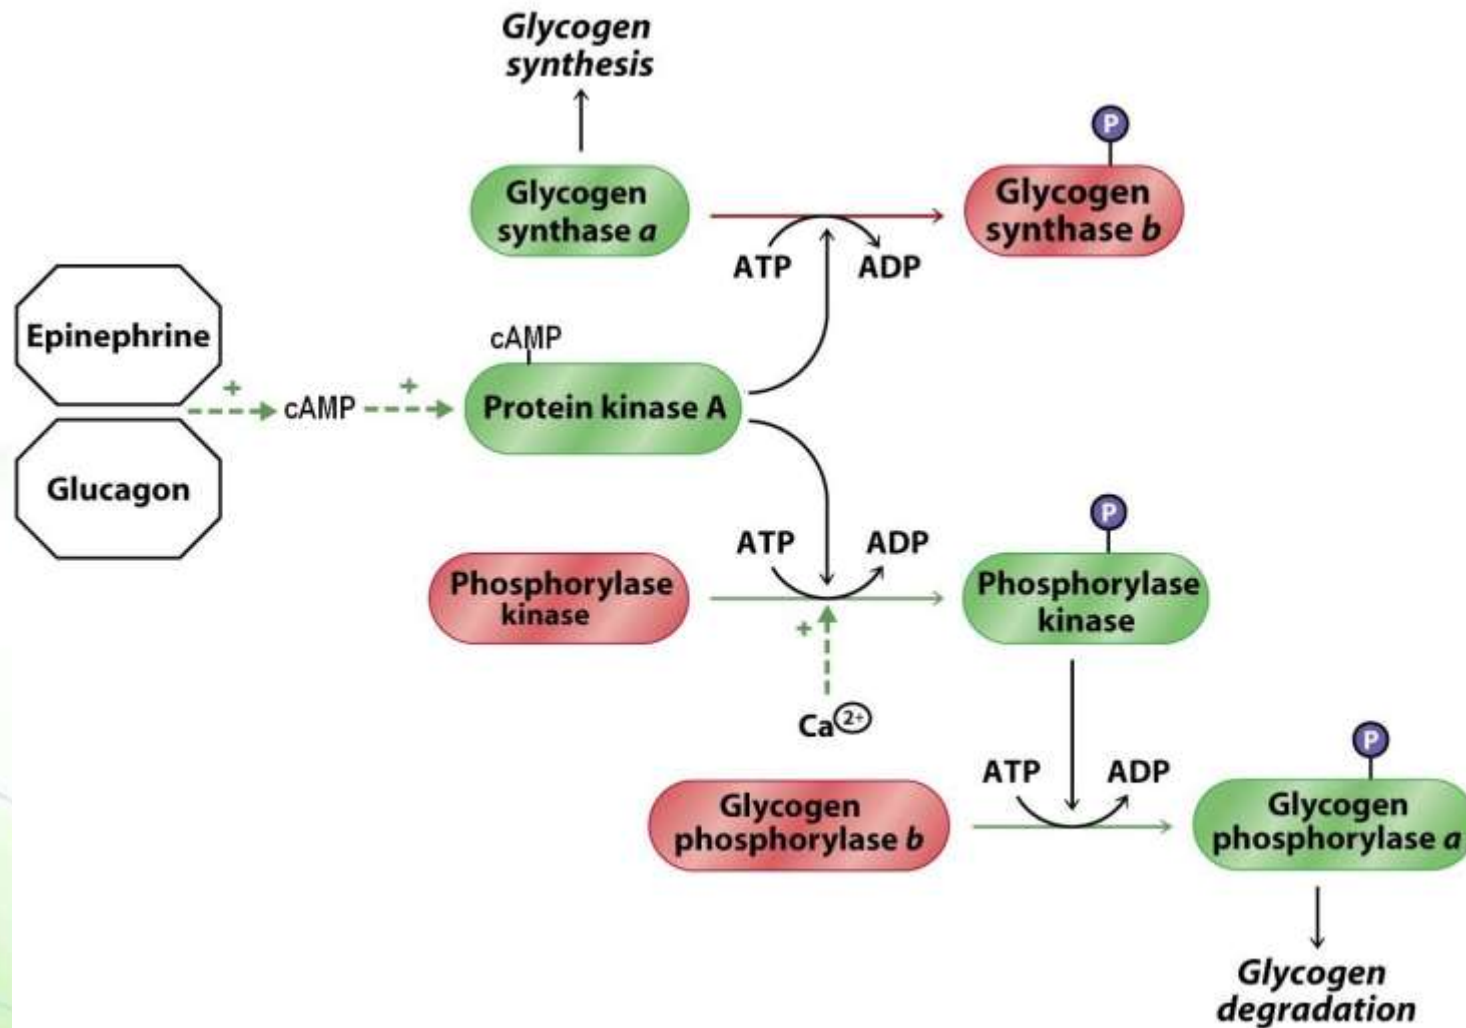 Glycogen
synthesis
P
Glycogen
synthase a
Glycogen
synthase b
ATP
ADP
Epinephrine
cAMP
+
cAMP
+
Protein kinase A
Glucagon
P
ATP
ADP
Phosphorylase
kinase
Phosphorylase
kinase
+
Ca2+
P
ATP
ADP
Glycogen
phosphorylase b
Glycogen
phosphorylase a
Glycogen
degradation